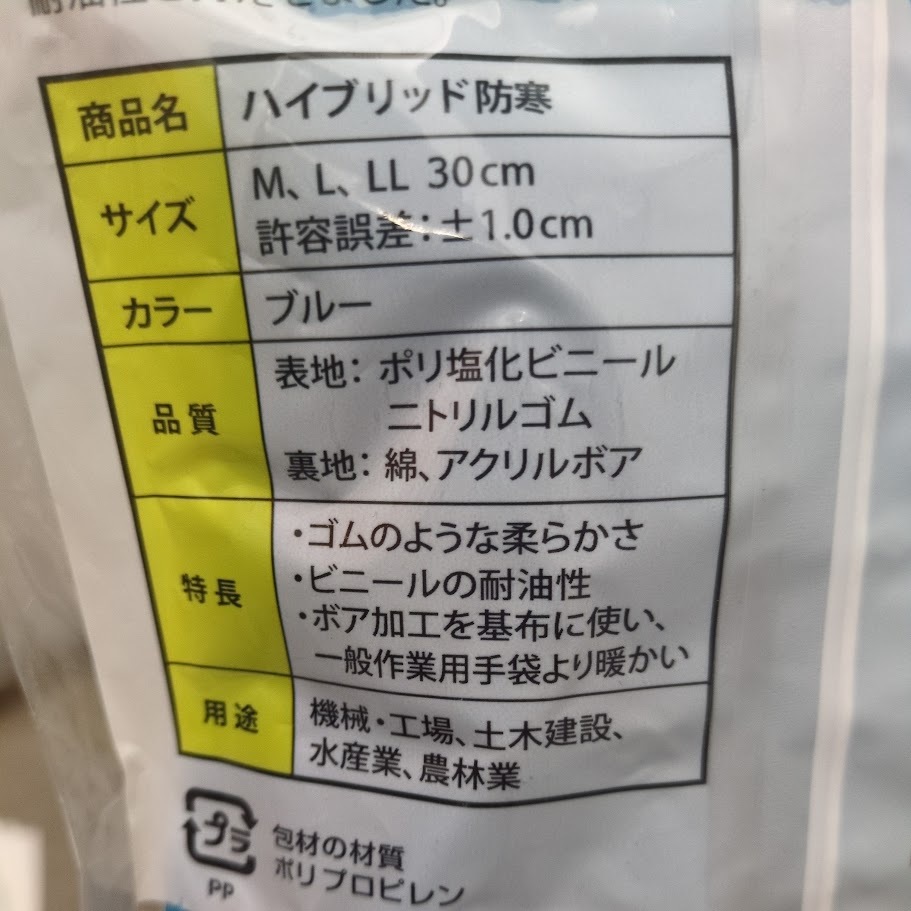 商品名 ハイブリッド防寒
サイズ M、L、LL 30cm
許容誤差：±1.0cm
カラー ブルー
品質 表地： ポリ塩化ビニール
ニトリルゴム
裏地： 綿、アクリルボア
特長 ・ゴムのような柔らかさ
・ビニールの耐油性
・ボア加工を基布に使い、
一般作業用手袋より暖かい
用途 機械・工場、土木建設、
水産業、農林業
プラ 包材の材質
PP ポリプロピレン